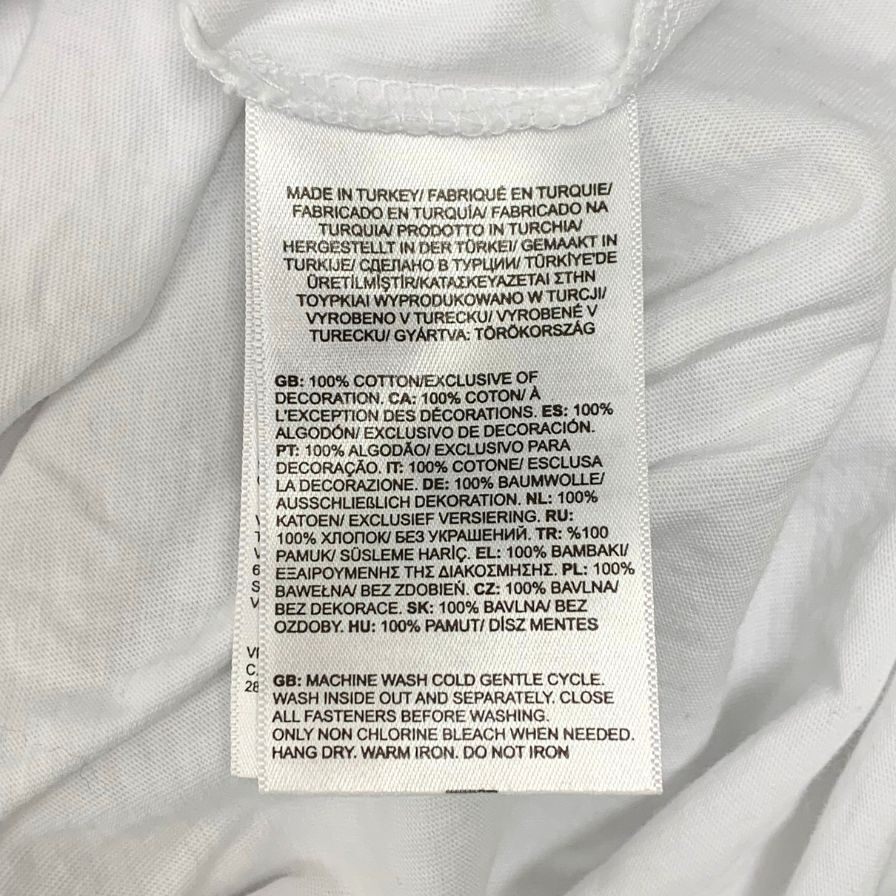 MADE IN TURKEY/ FABRIQUÉ EN TURQUIE/
FABRICADO EN TURQUÍA/ FABRICADO NA
TURQUIA/ PRODOTTO IN TURCHIA/
HERGESTELLT IN DER TÜRKEI/ GEMAAKT IN
TURKIJE/ СДЕЛАНО В ТУРЦИИ/ TÜRKİYE'DE
ÜRETİLMİŞTİR/ΚΑΤΑΣΚΕΥΑΖΕΤΑΙ ΣΤΗΝ
ΤΟΥΡΚΙΑΙ WYPRODUKOWANO W TURCJI/
VYROBENO V TURECKU/ VYROBENÉ V
TURECKU/ GYÁRTVA: TÖRÖKORSZÁG
GB: 100% COTTON/EXCLUSIVE OF
DECORATION. CA: 100% COTON/ À
L'EXCEPTION DES DÉCORATIONS. ES: 100%
ALGODÓN/ EXCLUSIVO DE DECORACIÓN.
PT: 100% ALGODÃO/ EXCLUSIVO PARA
DECORAÇÃO. IT: 100% COTONE/ ESCLUSA
LA DECORAZIONE. DE: 100% BAUMWOLLE/
AUSSCHLIEßLICH DEKORATION. NL: 100%
KATOEN/ EXCLUSIEF VERSIERING. RU:
100% ХЛОПОК/ БЕЗ УКРАШЕНИЙ. TR: %100
PAMUK/ SÜSLEME HARİÇ. EL: 100% ΒΑΜΒΑΚΙ/
ΕΞΑΙΡΟΥΜΕΝΗΣ ΤΗΣ ΔΙΑΚΟΣΜΗΣΗΣ. PL: 100%
BAWEŁNA/ BEZ ZDOBIEŃ. CZ: 100% BAVLNA/
BEZ DEKORACE. SK: 100% BAVLNA/ BEZ
OZDOBY. HU: 100% PAMUT/ DÍSZ MENTES
GB: MACHINE WASH COLD GENTLE CYCLE.
WASH INSIDE OUT AND SEPARATELY. CLOSE
ALL FASTENERS BEFORE WASHING.
ONLY NON CHLORINE BLEACH WHEN NEEDED.
HANG DRY. WARM IRON. DO NOT IRON